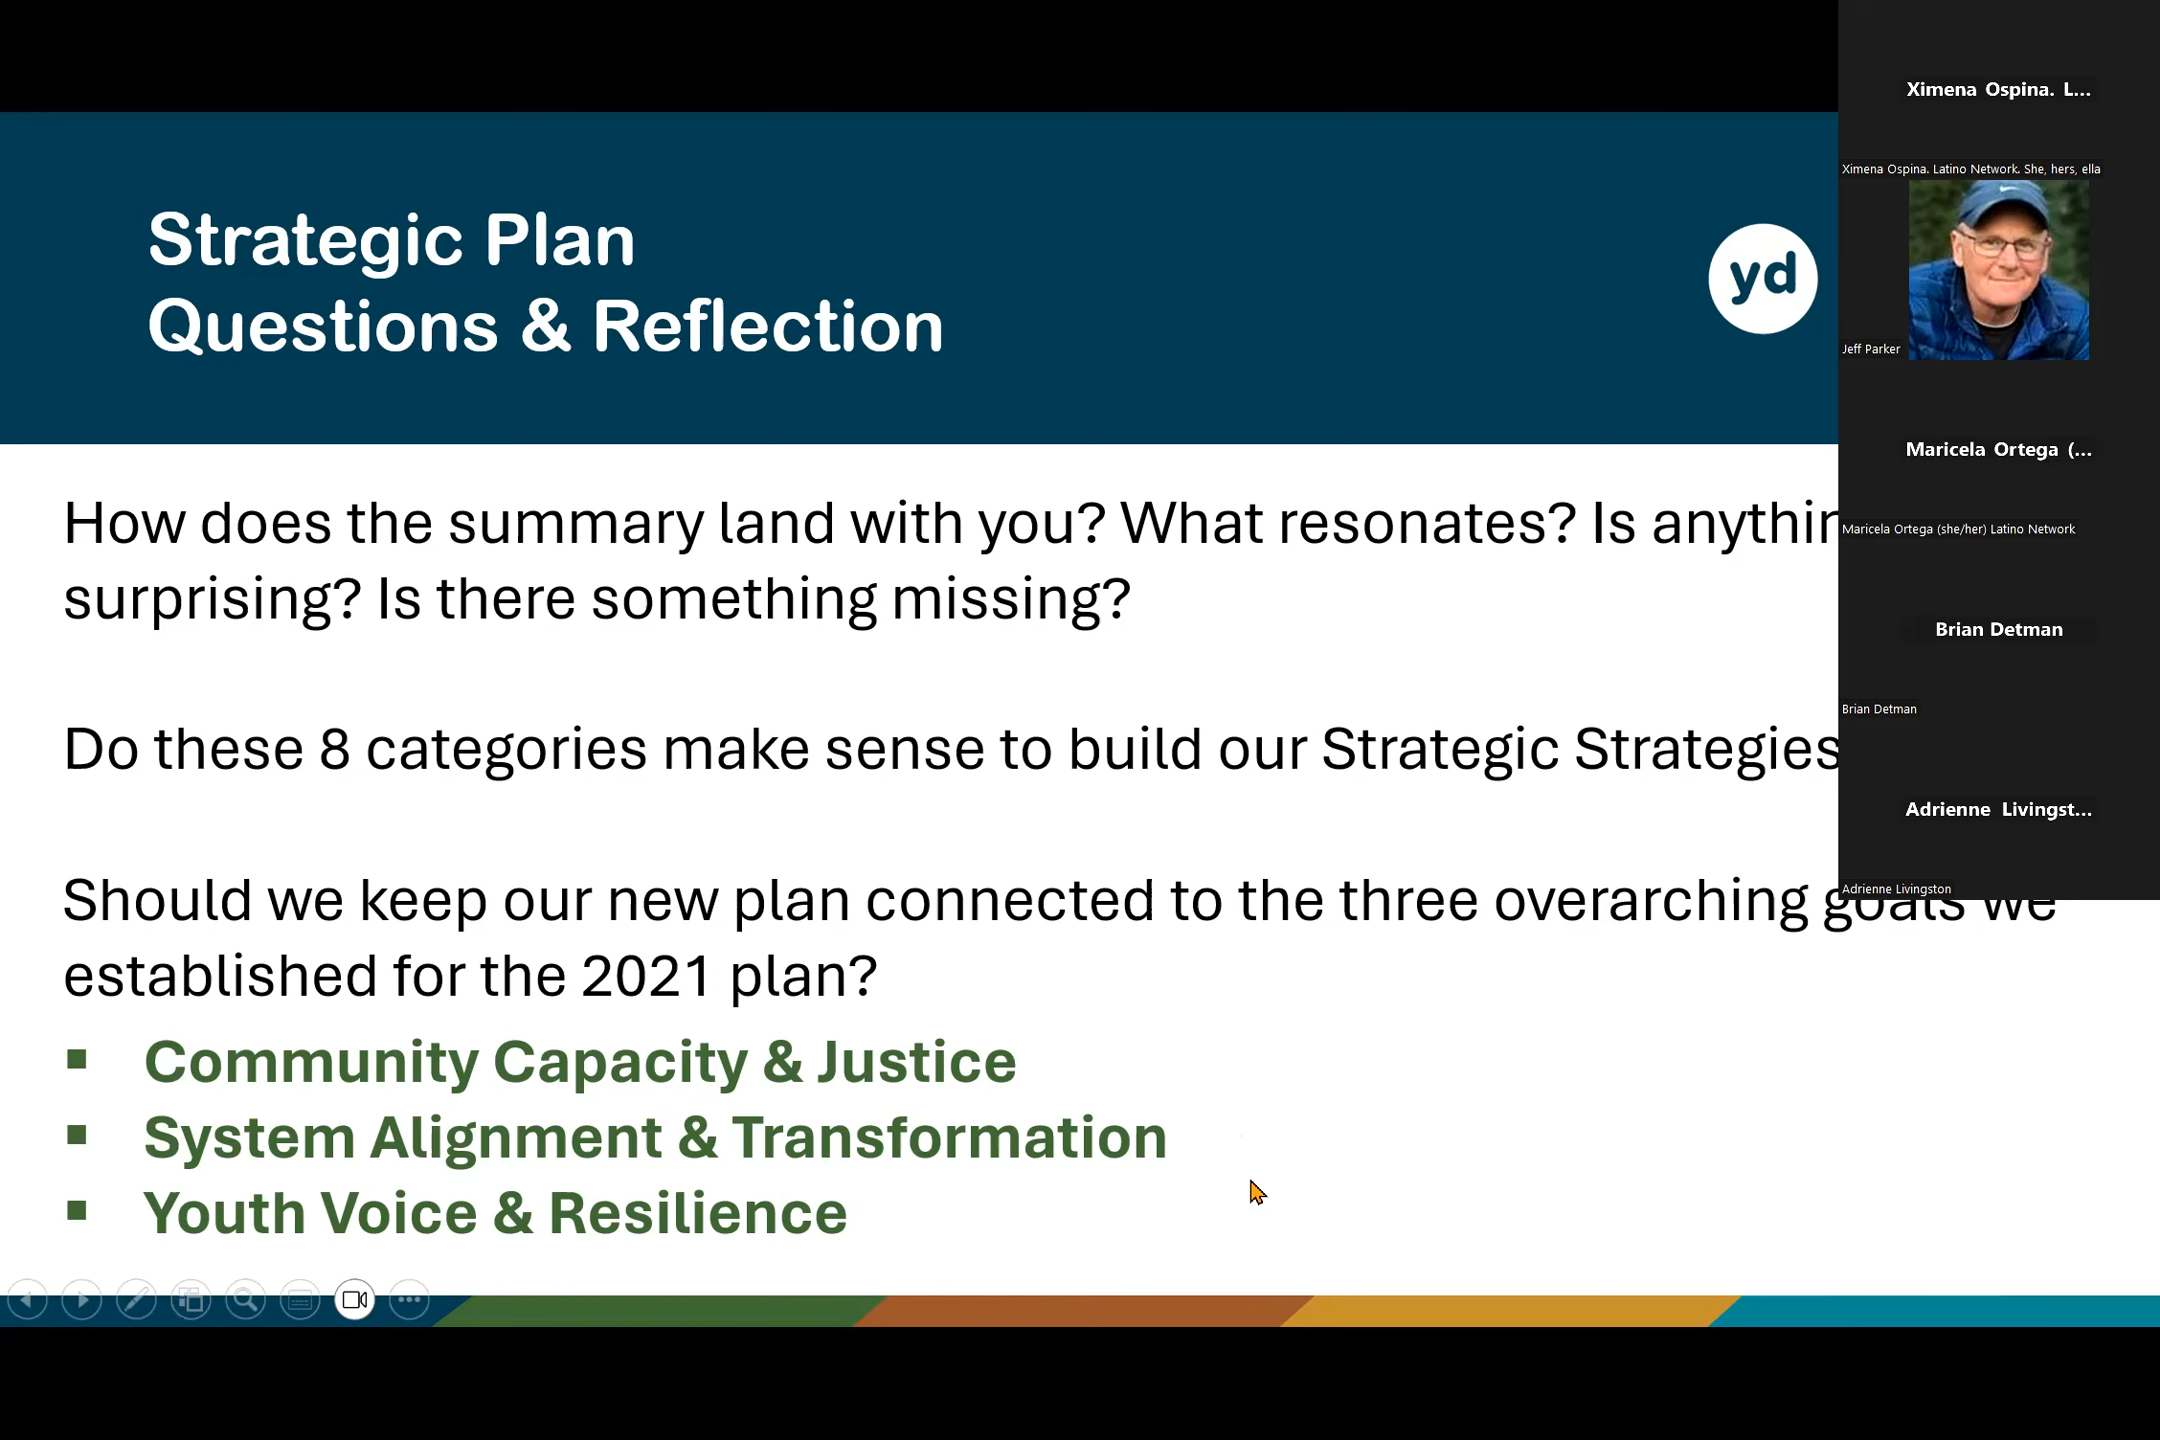 Strategic Plan
Questions & Reflection
yd
How does the summary land with you? What resonates? Is
surprising? Is there something missing?
Do these 8 categories make sense to build our Strategic Strategies
Should we keep our new plan connected to the three overarching goals we
established for the 2021 plan?
▪ Community Capacity & Justice
▪ System Alignment & Transformation
▪ Youth Voice & Resilience
Ximena Ospina. L...
Ximena Ospina. Latino Network. She, hers, ella
Jeff Parker
Maricela Ortega (...
Maricela Ortega (she/her) Latino Network
Brian Detman
Brian Detman
Adrienne Livingst...
Adrienne Livingston